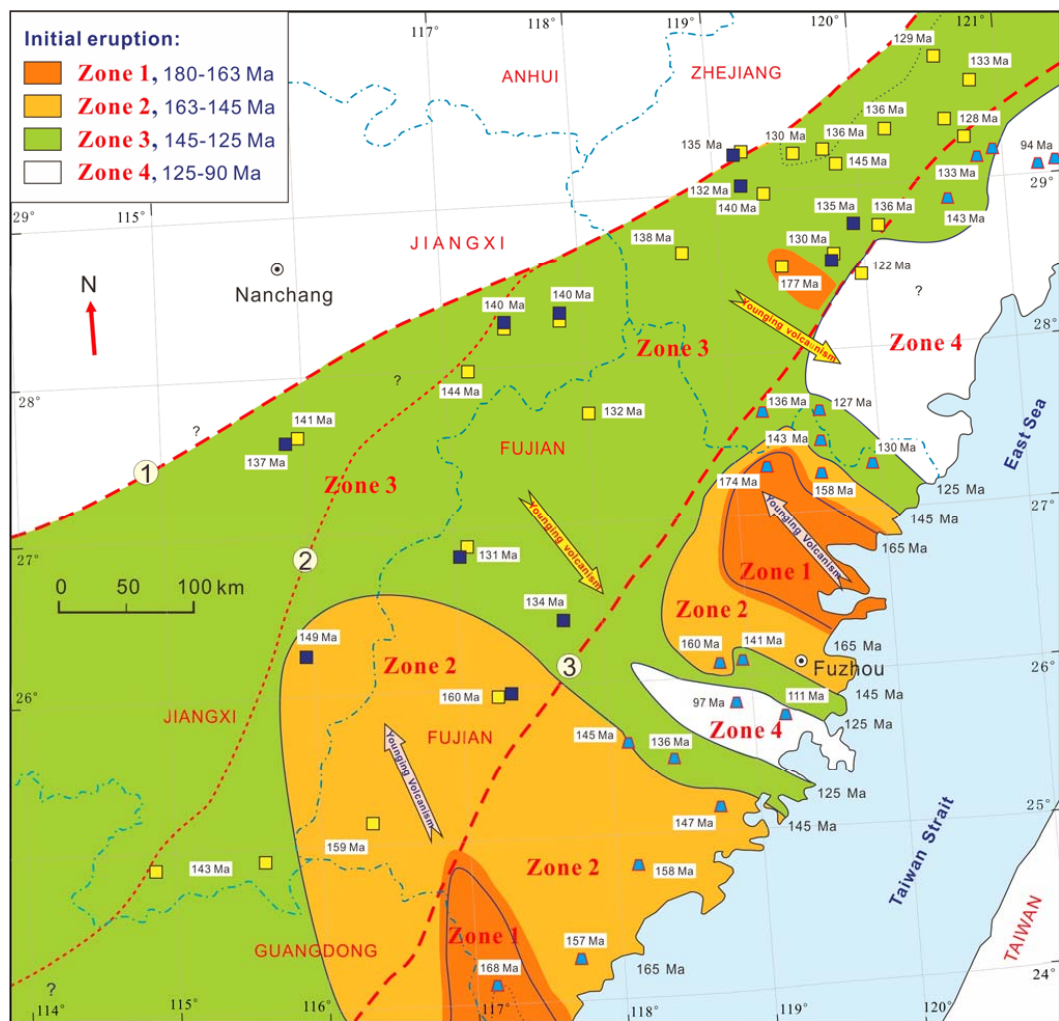 117°
118°
119°
120°
121°
Initial eruption:
Zone 1, 180-163 Ma
Zone 2, 163-145 Ma
Zone 3, 145-125 Ma
Zone 4, 125-90 Ma
ANHUI
ZHEJIANG
129 Ma
133 Ma
136 Ma
128 Ma
135 Ma
130 Ma
136 Ma
145 Ma
94 Ma
133 Ma
29°
132 Ma
140 Ma
135 Ma
136 Ma
143 Ma
29°
115°
116°
JIANGXI
138 Ma
130 Ma
122 Ma
177 Ma
?
N
Nanchang
140 Ma
140 Ma
Younging volcanism
Zone 3
Zone 4
28°
144 Ma
?
28°
132 Ma
136 Ma
127 Ma
East Sea
141 Ma
?
137 Ma
FUJIAN
143 Ma
130 Ma
1
Zone 3
174 Ma
158 Ma
125 Ma
27°
145 Ma
Younging volcanism
Younging Volcanism
165 Ma
27°
2
131 Ma
0 50 100 km
Zone 1
134 Ma
Zone 2
149 Ma
165 Ma
Zone 2
3
160 Ma
141 Ma
Fuzhou
26°
26°
160 Ma
97 Ma
111 Ma
145 Ma
125 Ma
JIANGXI
FUJIAN
Zone 4
145 Ma
136 Ma
Younging Volcanism
125 Ma
145 Ma
25°
147 Ma
Taiwan Strait
159 Ma
Zone 2
158 Ma
143 Ma
25°
GUANGDONG
Zone 1
157 Ma
165 Ma
TAIWAN
168 Ma
24°
?
114°
115°
116°
117°
118°
119°
120°